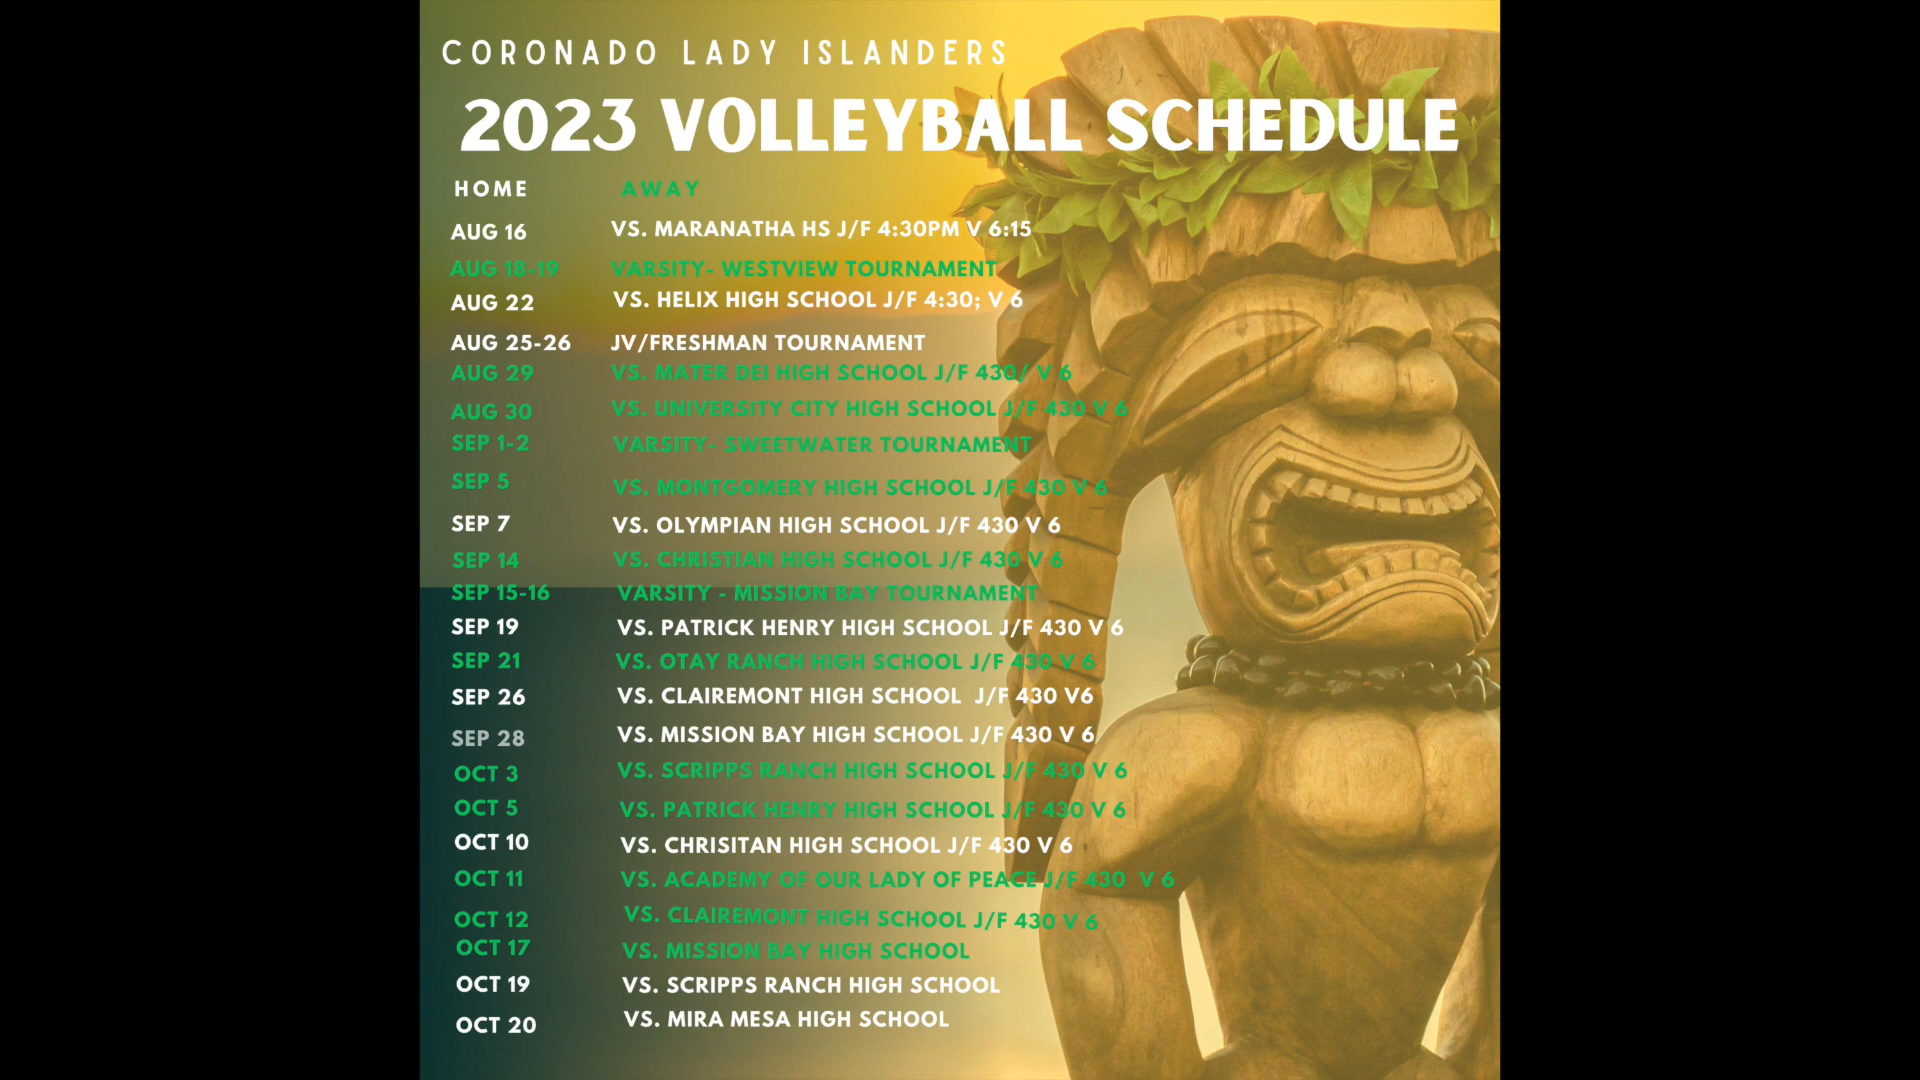 CORONADO LADY ISLANDERS
2023 VOLLEYBALL SCHEDULE
HOME AWAY
AUG 16 VS. MARANATHA HS J/F 4:30PM V 6:15
AUG 18-19 VARSITY- WESTVIEW TOURNAMENT
AUG 22 VS. HELIX HIGH SCHOOL J/F 4:30; V 6
AUG 25-26 JV/FRESHMAN TOURNAMENT
AUG 29 VS. MATER DEI HIGH SCHOOL J/F 430/ V 6
AUG 30 VS. UNIVERSITY CITY HIGH SCHOOL J/F 430 V 6
SEP 1-2 VARSITY- SWEETWATER TOURNAMENT
SEP 5 VS. MONTGOMERY HIGH SCHOOL J/F 430 V 6
SEP 7 VS. OLYMPIAN HIGH SCHOOL J/F 430 V 6
SEP 14 VS. CHRISTIAN HIGH SCHOOL J/F 430 V 6
SEP 15-16 VARSITY - MISSION BAY TOURNAMENT
SEP 19 VS. PATRICK HENRY HIGH SCHOOL J/F 430 V 6
SEP 21 VS. OTAY RANCH HIGH SCHOOL J/F 430 V 6
SEP 26 VS. CLAIREMONT HIGH SCHOOL J/F 430 V6
SEP 28 VS. MISSION BAY HIGH SCHOOL J/F 430 V 6
OCT 3 VS. SCRIPPS RANCH HIGH SCHOOL J/F 430 V 6
OCT 5 VS. PATRICK HENRY HIGH SCHOOL J/F 430 V 6
OCT 10 VS. CHRISITAN HIGH SCHOOL J/F 430 V 6
OCT 11 VS. ACADEMY OF OUR LADY OF PEACE J/F 430 V 6
OCT 12 VS. CLAIREMONT HIGH SCHOOL J/F 430 V 6
OCT 17 VS. MISSION BAY HIGH SCHOOL
OCT 19 VS. SCRIPPS RANCH HIGH SCHOOL
OCT 20 VS. MIRA MESA HIGH SCHOOL